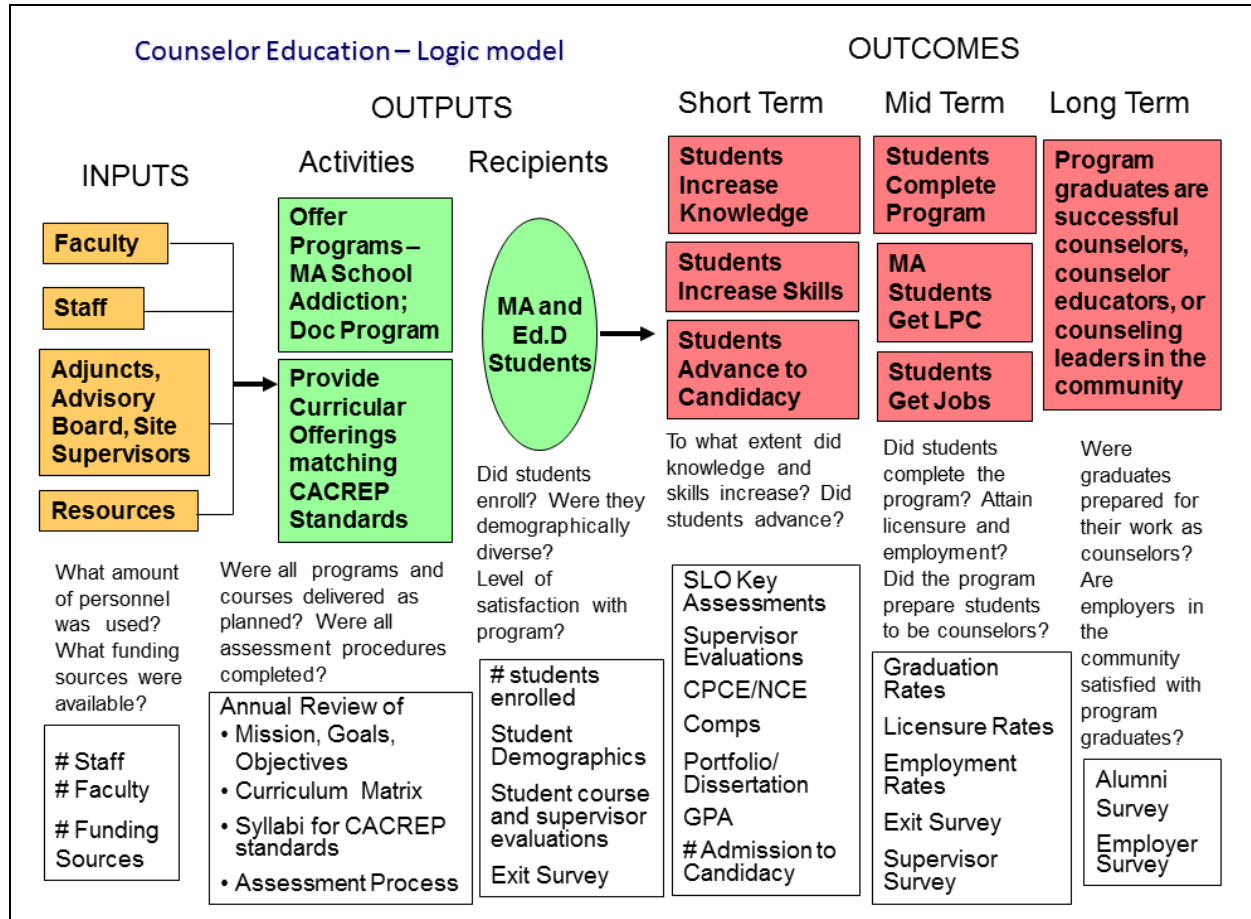 Counselor Education – Logic model
OUTCOMES
OUTPUTS
Short Term
Mid Term
Long Term
INPUTS
Activities
Recipients
Faculty
Staff
Adjuncts,
Advisory
Board, Site
Supervisors
Resources
Offer
Programs –
MA School
Addiction;
Doc Program
Provide
Curricular
Offerings
matching
CACREP
Standards
MA and
Ed.D
Students
Students
Increase
Knowledge
Students
Increase Skills
Students
Advance to
Candidacy
Students
Complete
Program
MA
Students
Get LPC
Students
Get Jobs
Program
graduates are
successful
counselors,
counselor
educators, or
counseling
leaders in the
community
What amount
of personnel
was used?
What funding
sources were
available?
Were all programs and
courses delivered as
planned? Were all
assessment procedures
completed?
Did students
enroll? Were they
demographically
diverse?
Level of
satisfaction with
program?
To what extent did
knowledge and
skills increase? Did
students advance?
Did students
complete the
program? Attain
licensure and
employment?
Did the program
prepare students
to be counselors?
Were
graduates
prepared for
their work as
counselors?
Are
employers in
the
community
satisfied with
program
graduates?
# Staff
# Faculty
# Funding
Sources
Annual Review of
• Mission, Goals,
Objectives
• Curriculum Matrix
• Syllabi for CACREP
standards
• Assessment Process
# students
enrolled
Student
Demographics
Student course
and supervisor
evaluations
Exit Survey
SLO Key
Assessments
Supervisor
Evaluations
CPCE/NCE
Comps
Portfolio/
Dissertation
GPA
# Admission to
Candidacy
Graduation
Rates
Licensure Rates
Employment
Rates
Exit Survey
Supervisor
Survey
Alumni
Survey
Employer
Survey